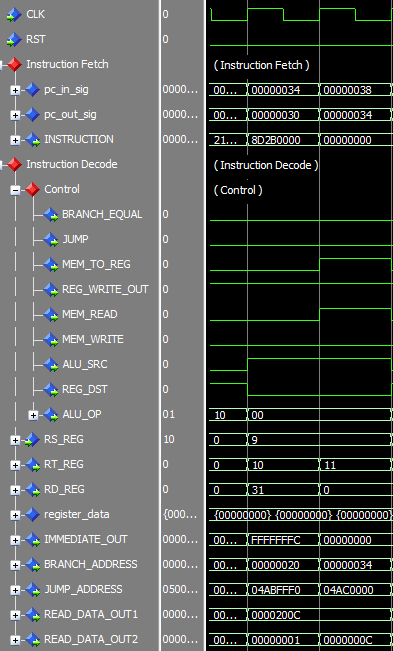 CLK 0
RST 0
Instruction Fetch ( Instruction Fetch )
pc_in_sig 0000... 00... 00000034 00000038
pc_out_sig 0000... 00... 00000030 00000034
INSTRUCTION 0000... 21... 8D2B0000 00000000
Instruction Decode ( Instruction Decode )
Control ( Control )
BRANCH_EQUAL 0
JUMP 0
MEM_TO_REG 0
REG_WRITE_OUT 0
MEM_READ 0
MEM_WRITE 0
ALU_SRC 0
REG_DST 0
ALU_OP 01 10 00
RS_REG 10 0 9
RT_REG 0 0 10 11
RD_REG 0 0 31 0
register_data {000... {00000000} {00000000} {00000000}
IMMEDIATE_OUT 0000... 00... FFFFFFFC 00000000
BRANCH_ADDRESS 0000... 00... 00000020 00000034
JUMP_ADDRESS 0500... 00... 04ABFFF0 04AC0000
READ_DATA_OUT1 0000... 00... 0000200C
READ_DATA_OUT2 0000... 00... 00000001 0000000C